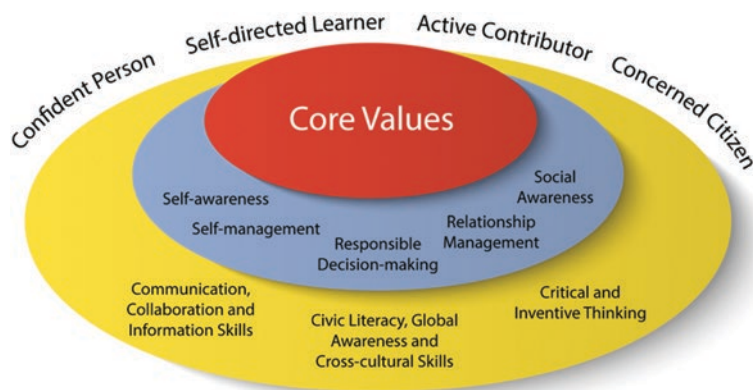 Confident Person
Self-directed Learner
Active Contributor
Concerned Citizen
Core Values
Self-awareness
Self-management
Responsible
Decision-making
Relationship
Management
Social
Awareness
Communication,
Collaboration and
Information Skills
Civic Literacy, Global
Awareness and
Cross-cultural Skills
Critical and
Inventive Thinking